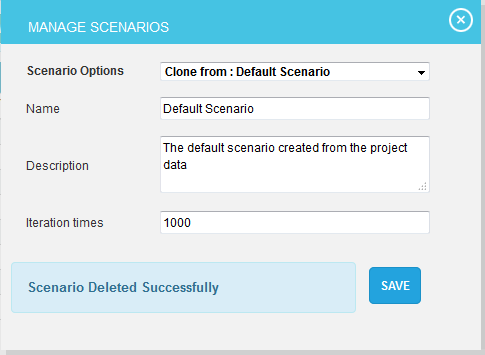 MANAGE SCENARIOS
Scenario Options
Clone from : Default Scenario
Name
Default Scenario
Description
The default scenario created from the project
data
Iteration times
1000
Scenario Deleted Successfully
SAVE